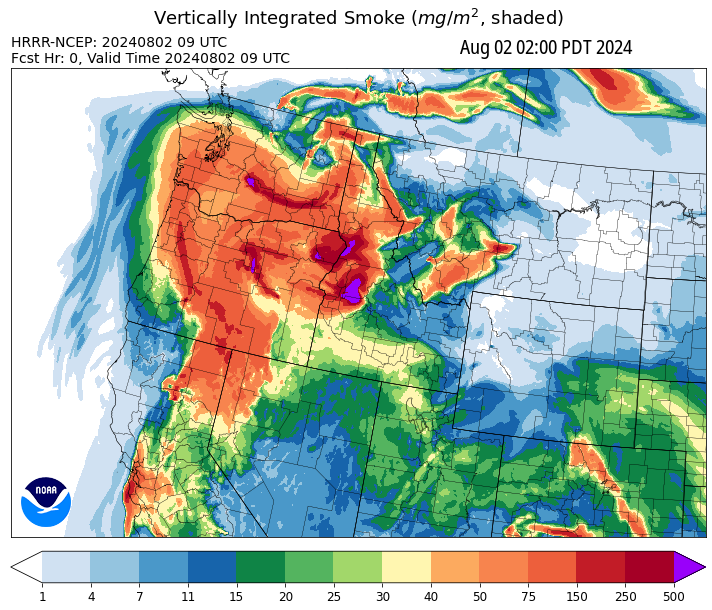 Vertically Integrated Smoke (mg/m², shaded)
HRRR-NCEP: 20240802 09 UTC
Fcst Hr: 0, Valid Time 20240802 09 UTC
Aug 02 02:00 PDT 2024
NOAA
1 4 7 11 15 20 25 30 40 50 75 150 250 500